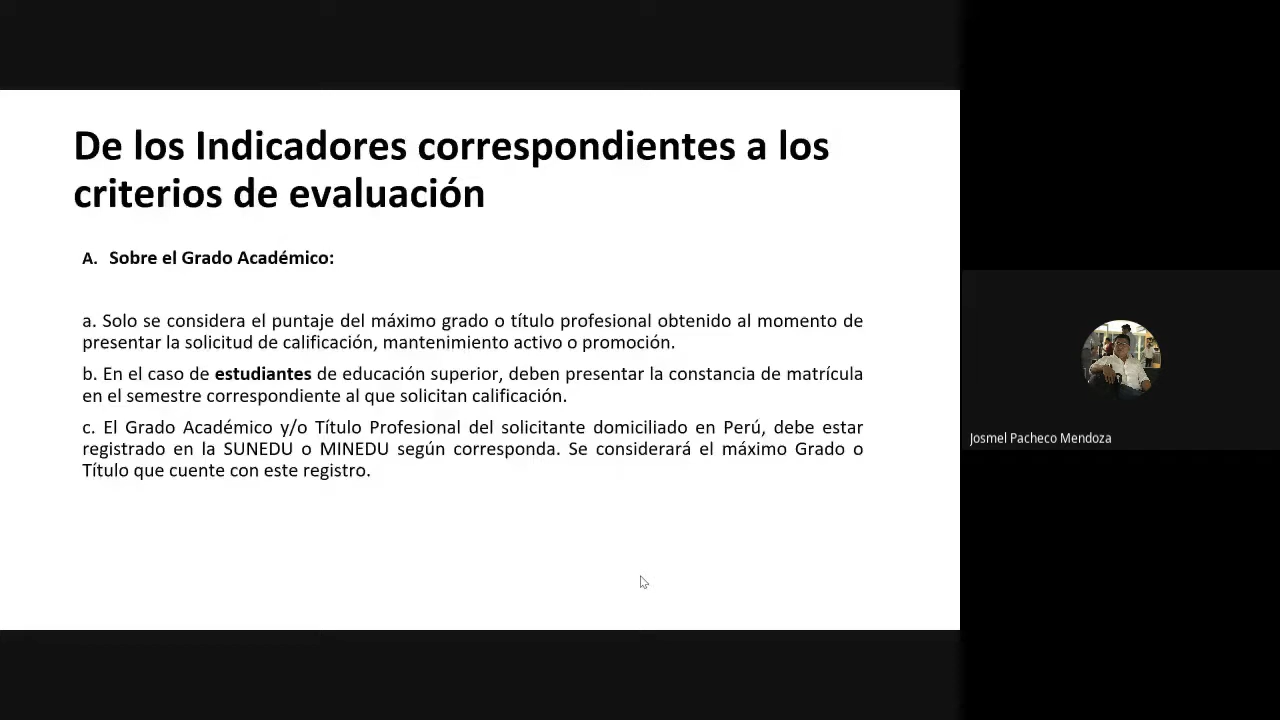 De los Indicadores correspondientes a los
criterios de evaluación
A. Sobre el Grado Académico:
a. Solo se considera el puntaje del máximo grado o título profesional obtenido al momento de
presentar la solicitud de calificación, mantenimiento activo o promoción.
b. En el caso de estudiantes de educación superior, deben presentar la constancia de matrícula
en el semestre correspondiente al que solicitan calificación.
c. El Grado Académico y/o Título Profesional del solicitante domiciliado en Perú, debe estar
registrado en la SUNEDU o MINEDU según corresponda. Se considerará el máximo Grado o
Título que cuente con este registro.
Josmel Pacheco Mendoza